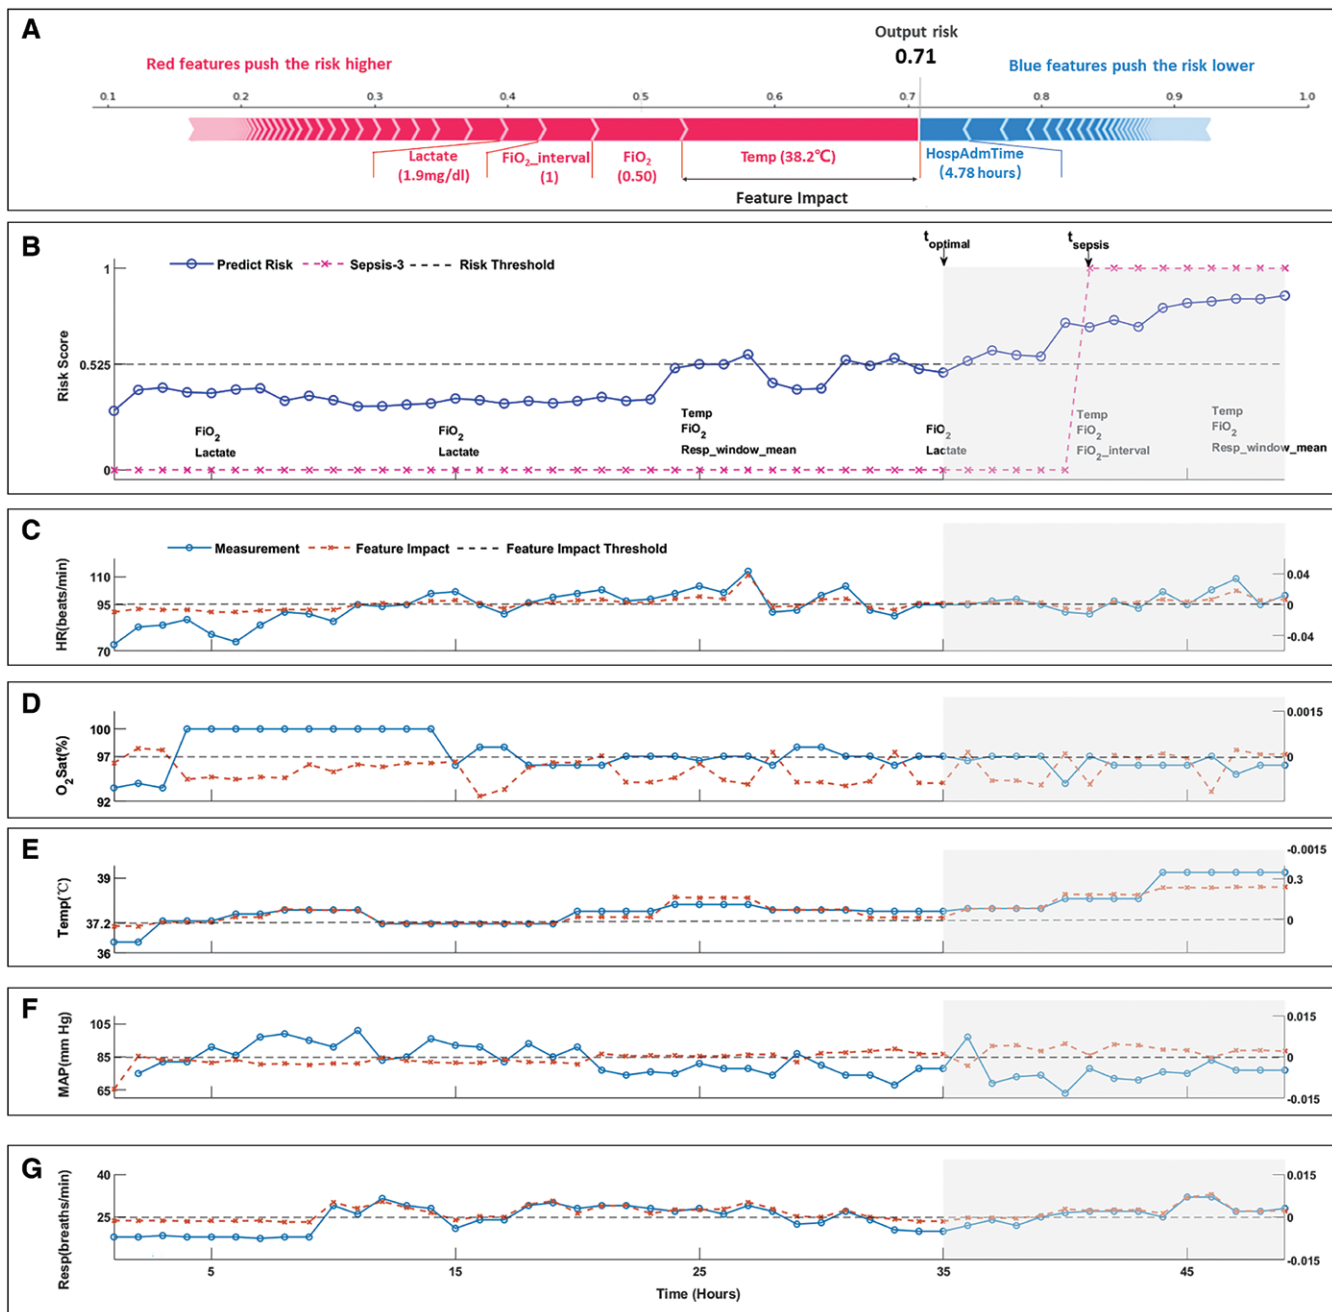 A
Output risk
0.71
Red features push the risk higher
Blue features push the risk lower
0.1 0.2 0.3 0.4 0.5 0.6 0.7 0.8 0.9 1.0
Lactate FiO2_interval FiO2 Temp (38.2℃) HospAdmTime
(1.9mg/dl) (1) (0.50) (4.78 hours)
Feature Impact
B
toptimal tsepsis
Predict Risk Sepsis-3 Risk Threshold
1
0.525
0
Risk Score
FiO2
Lactate
FiO2
Lactate
Temp
FiO2
Resp_window_mean
FiO2
Lactate
Temp
FiO2
FiO2_interval
Temp
FiO2
Resp_window_mean
C
Measurement Feature Impact Feature Impact Threshold
HR(beats/min)
110
95
70
0.04
0
-0.04
D
O2Sat(%)
100
97
92
0.0015
0
E
-0.0015
Temp(℃)
39
37.2
36
0.3
0
F
MAP(mm Hg)
105
85
65
0.015
0
-0.015
G
Resp(breaths/min)
40
25
0.015
0
-0.015
5 15 25 35 45
Time (Hours)